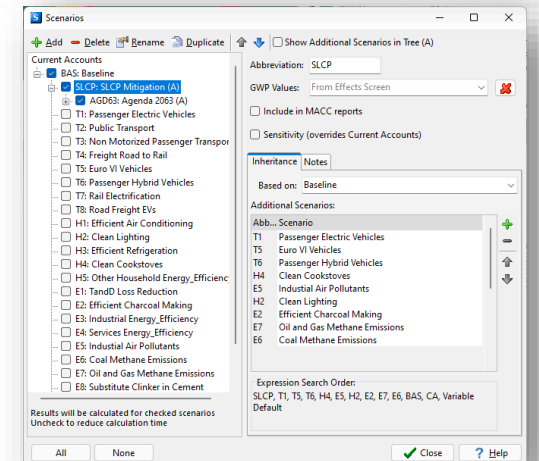 Scenarios
Add Delete Rename Duplicate Show Additional Scenarios in Tree (A)
Current Accounts
BAS: Baseline
SLCP: SLCP Mitigation (A)
AGD63: Agenda 2063 (A)
T1: Passenger Electric Vehicles
T2: Public Transport
T3: Non Motorized Passenger Transpor
T4: Freight Road to Rail
T5: Euro VI Vehicles
T6: Passenger Hybrid Vehicles
T7: Rail Electrification
T8: Road Freight EVs
H1: Efficient Air Conditioning
H2: Clean Lighting
H3: Efficient Refrigeration
H4: Clean Cookstoves
H5: Other Household Energy_Efficienc
E1: TandD Loss Reduction
E2: Efficient Charcoal Making
E3: Industrial Energy_Efficiency
E4: Services Energy_Efficiency
E5: Industial Air Pollutants
E6: Coal Methane Emissions
E7: Oil and Gas Methane Emissions
E8: Substitute Clinker in Cement
Results will be calculated for checked scenarios
Uncheck to reduce calculation time
All None
Abbreviation: SLCP
GWP Values: From Effects Screen
Include in MACC reports
Sensitivity (overrides Current Accounts)
Inheritance Notes
Based on: Baseline
Additional Scenarios:
Abb... Scenario
T1 Passenger Electric Vehicles
T5 Euro VI Vehicles
T6 Passenger Hybrid Vehicles
H4 Clean Cookstoves
E5 Industial Air Pollutants
H2 Clean Lighting
E2 Efficient Charcoal Making
E7 Oil and Gas Methane Emissions
E6 Coal Methane Emissions
Expression Search Order:
SLCP, T1, T5, T6, H4, E5, H2, E2, E7, E6, BAS, CA, Variable
Default
Close ? Help